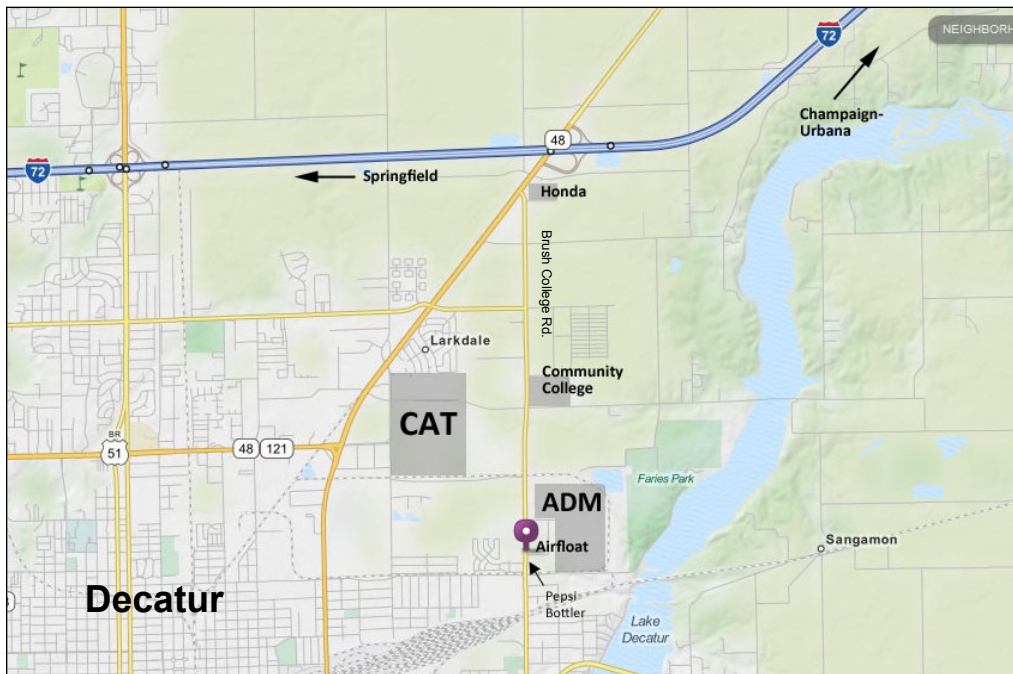 72
NEIGHBORH
Champaign-
Urbana
48
72
Springfield
Honda
Brush College Rd.
Larkdale
Community
College
CAT
BR
51
48
121
ADM
Faries Park
Airfloat
Sangamon
Pepsi
Bottler
Decatur
Lake
Decatur